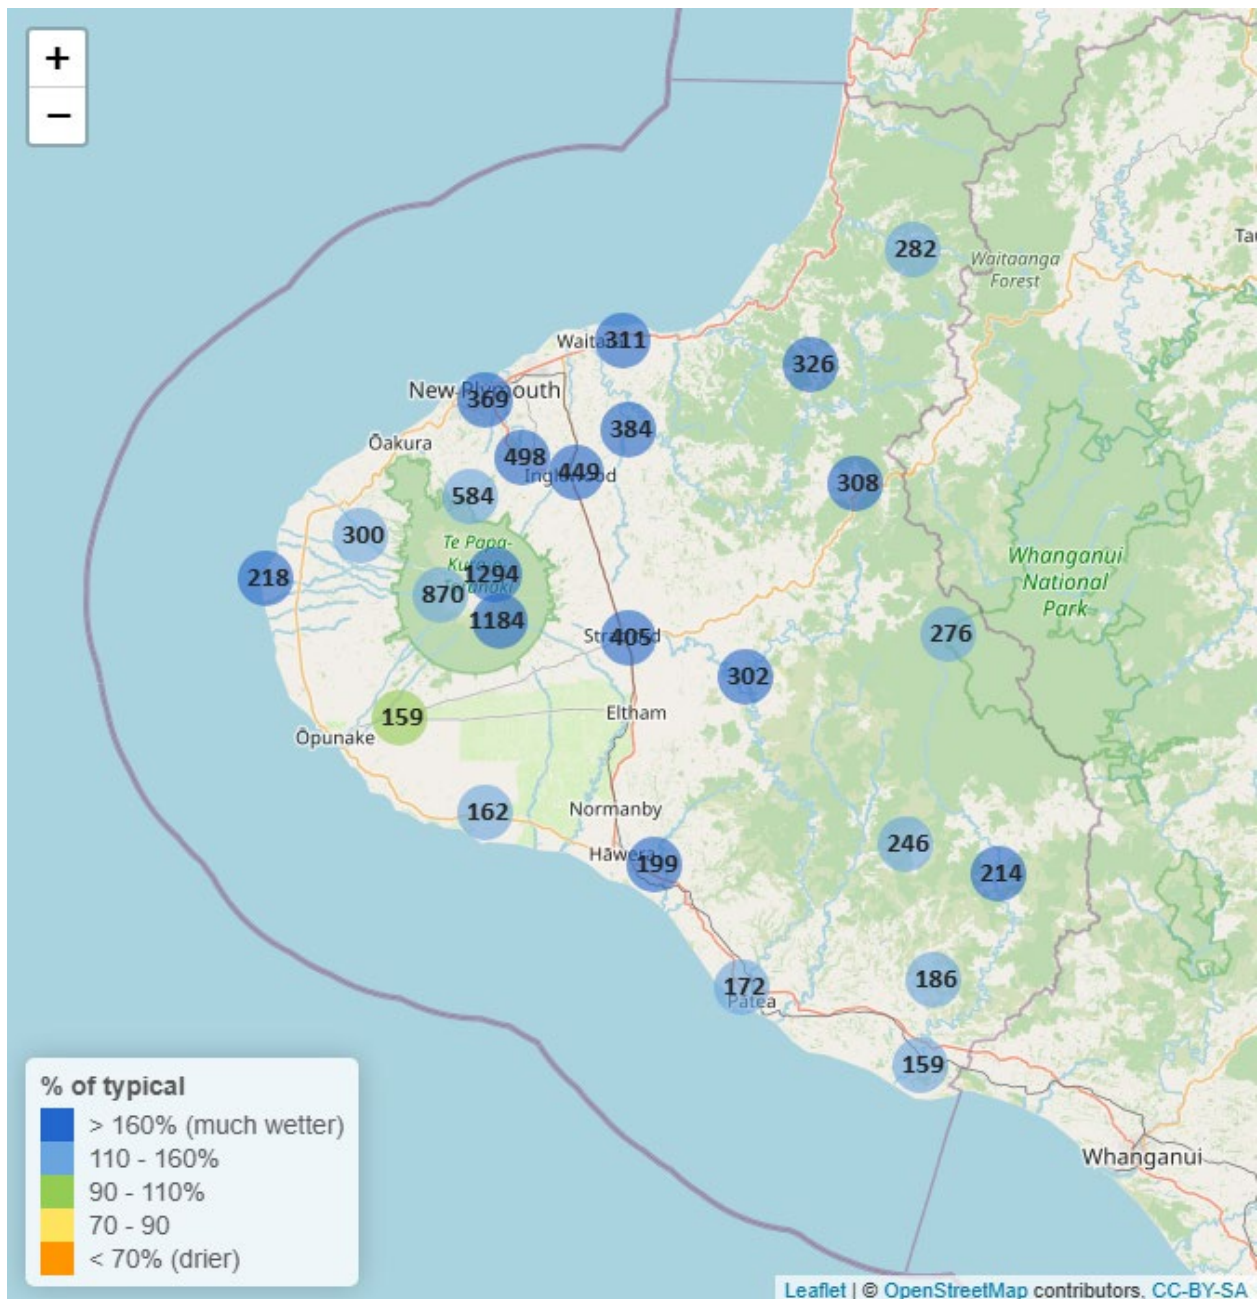 +
−
282
Waitaanga
Forest
Waitara
311
326
New Plymouth
369
384
Ōakura
498
449
Inglewood
308
584
300
Te Papa-
1294
Whanganui
National
Park
218
870
1184
405
276
302
159
Eltham
Ōpunake
162
Normanby
246
Hāwera
199
214
186
172
Pātea
159
Whanganui
% of typical
> 160% (much wetter)
110 - 160%
90 - 110%
70 - 90
< 70% (drier)
Leaflet | © OpenStreetMap contributors, CC-BY-SA